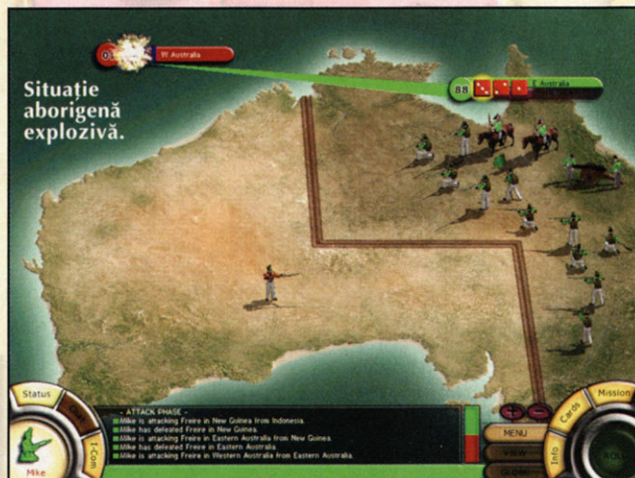 W Australia
88
E Australia
Situație
aborigenă
explozivă.
Status
I-Com
Mike
- ATTACK PHASE -
Mike is attacking Freire in New Guinea from Indonesia.
Mike has defeated Freire in New Guinea.
Mike is attacking Freire in Eastern Australia from New Guinea.
Mike has defeated Freire in Eastern Australia.
Mike is attacking Freire in Western Australia from Eastern Australia.
MENU
Info
Cards
Mission